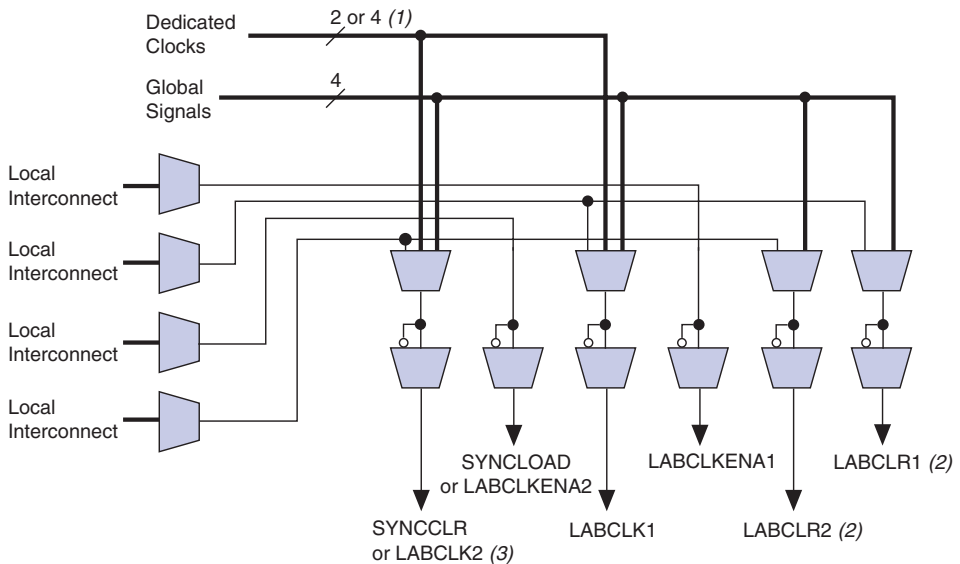 Dedicated
Clocks
2 or 4 (1)
Global
Signals
4
Local
Interconnect
Local
Interconnect
Local
Interconnect
Local
Interconnect
SYNCLOAD
or LABCLKENA2
LABCLKENA1
LABCLR1 (2)
SYNCCLR
or LABCLK2 (3)
LABCLK1
LABCLR2 (2)